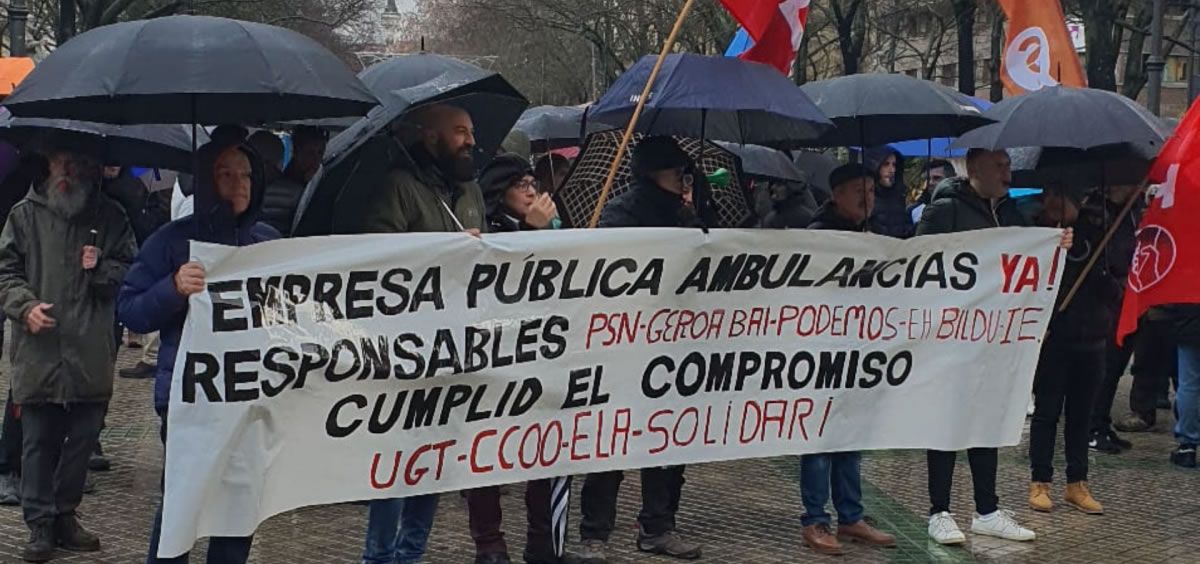 EMPRESA PÚBLICA AMBULANCIAS YA!
RESPONSABLES PSN-GEROA BAI-PODEMOS-EH BILDU-IE.
CUMPLID EL COMPROMISO
UGT-CCOO-ELA-SOLIDARI